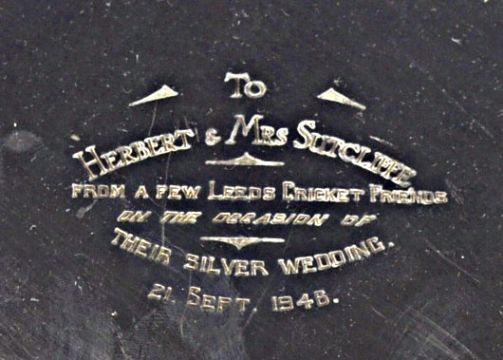 TO
HERBERT & MRS SUTCLIFFE
FROM A FEW LEEDS CRICKET FRIENDS
ON THE OCCASION OF
THEIR SILVER WEDDING.
21. SEPT. 1946.